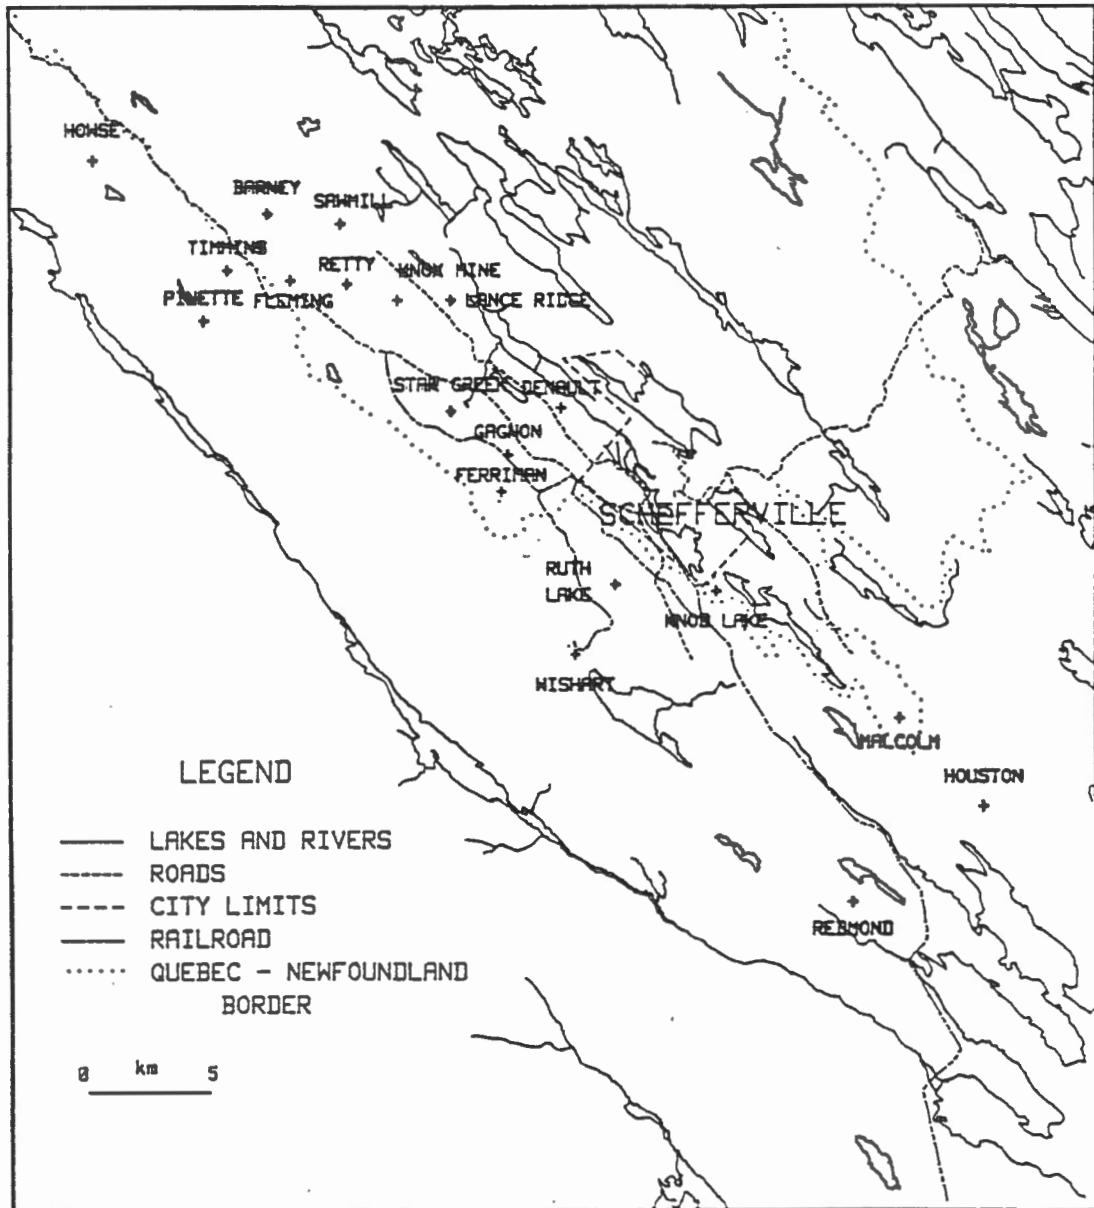 HOWSE
BARNEY
SAWMILL
TIMMINS
RETTY
KNOX MINE
PINETTE
FLEMING
LANCE RIDGE
STAR CREEK
DENAULT
GAGNON
FERRIMAN
SCHEFFERVILLE
RUTH
LAKE
KNOB LAKE
WISHART
MALCOLM
HOUSTON
REDMOND
LEGEND
LAKES AND RIVERS
ROADS
CITY LIMITS
RAILROAD
QUEBEC - NEWFOUNDLAND
BORDER
0 km 5